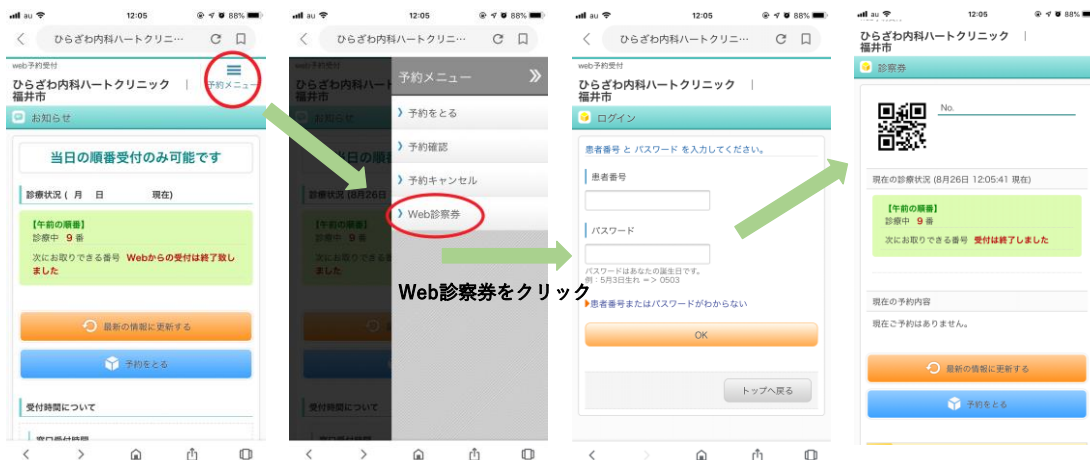 au 12:05 88%
ひらざわ内科ハートクリニ…
web予約受付
ひらざわ内科ハートクリニック ｜
福井市
予約メニュー
お知らせ
当日の順番受付のみ可能です
診療状況 ( 月 日 現在)
【午前の順番】
診療中 9 番
次にお取りできる番号 Webからの受付は終了致し
ました
最新の情報に更新する
予約をとる
受付時間について
窓口受付時間
au 12:05 88%
ひらざわ内科ハートクリニ…
予約メニュー
予約をとる
予約確認
予約キャンセル
Web診察券
Web診察券をクリック
au 12:05 88%
ひらざわ内科ハートクリニ…
web予約受付
ひらざわ内科ハートクリニック ｜
福井市
ログイン
患者番号 と パスワード を入力してください。
患者番号
パスワード
パスワードはあなたの誕生日です。
例：5月3日生れ => 0503
患者番号またはパスワードがわからない
OK
トップへ戻る
au 12:05 88%
ひらざわ内科ハートクリニック ｜
福井市
診察券
No.
現在の診療状況 (8月26日 12:05:41 現在)
【午前の順番】
診療中 9 番
次にお取りできる番号 受付は終了しました
現在の予約内容
現在ご予約はありません。
最新の情報に更新する
予約をとる